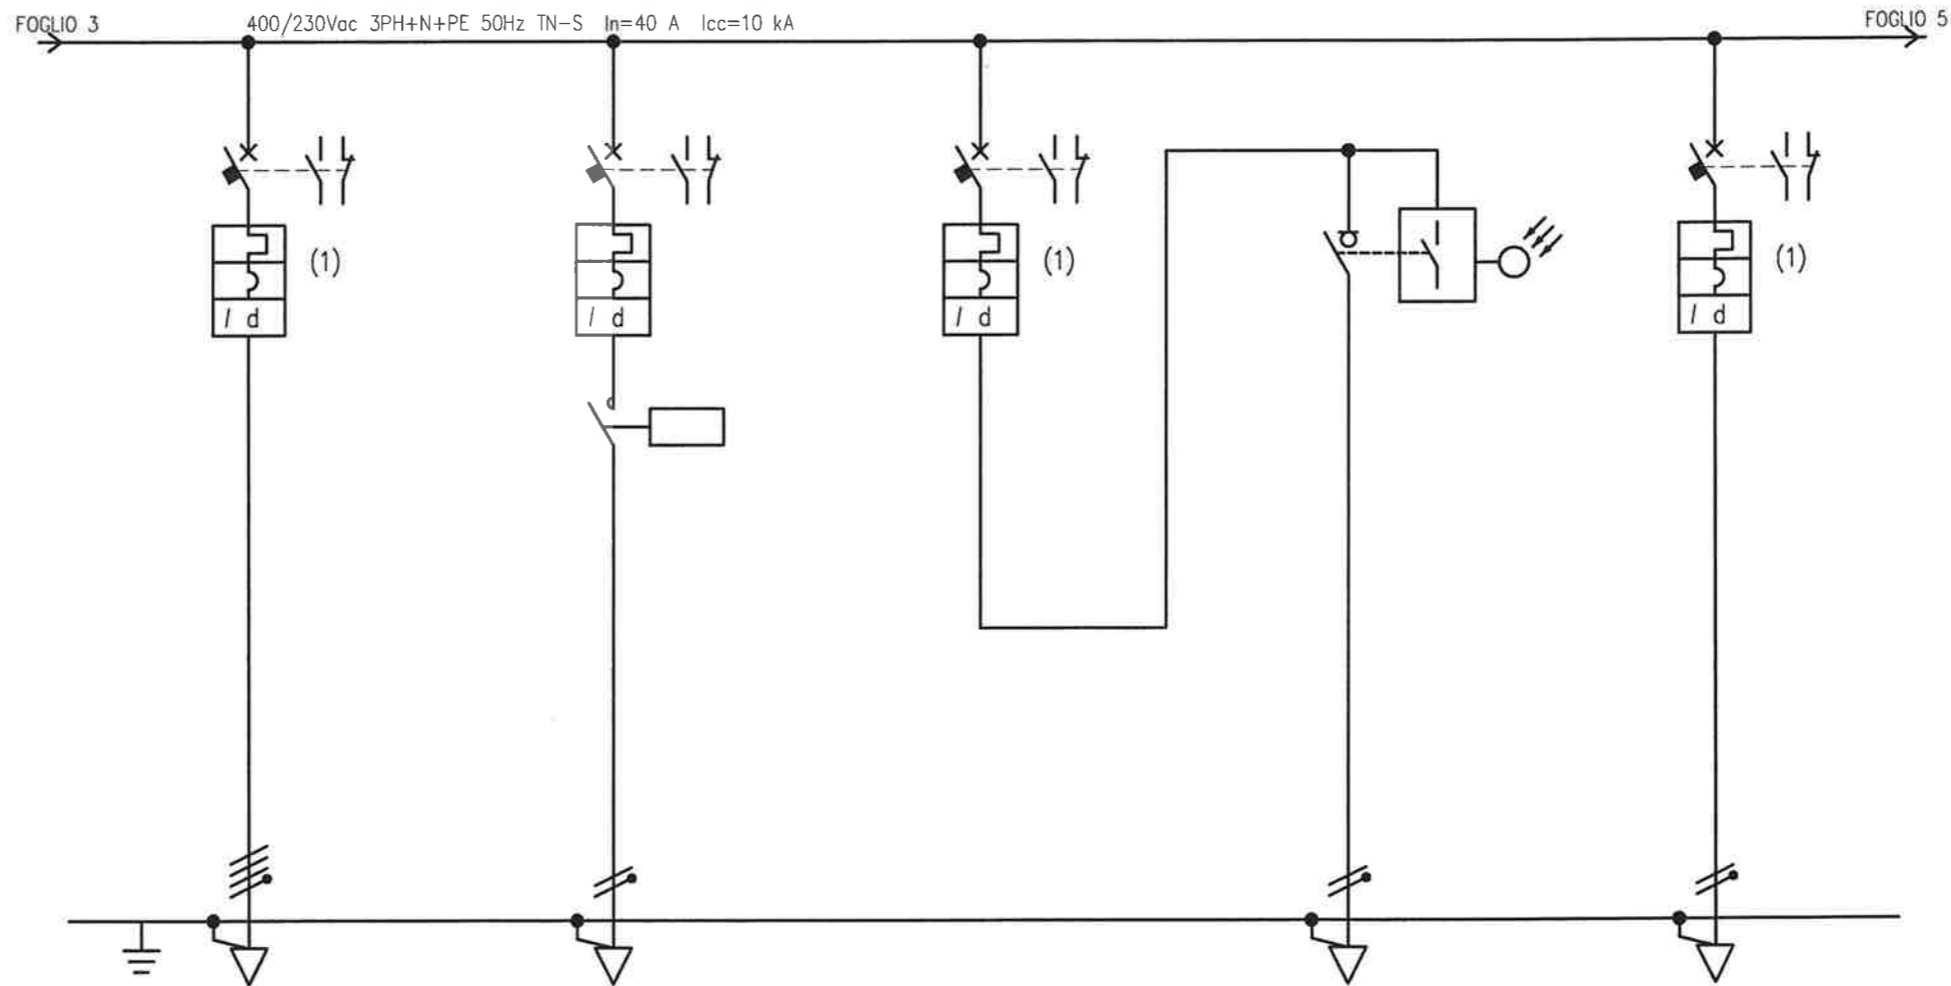 FOGLIO 3
400/230Vac 3PH+N+PE 50Hz TN-S In=40 A Icc=10 kA
FOGLIO 5
(1)
(1)
(1)
I d
I d
I d
I d